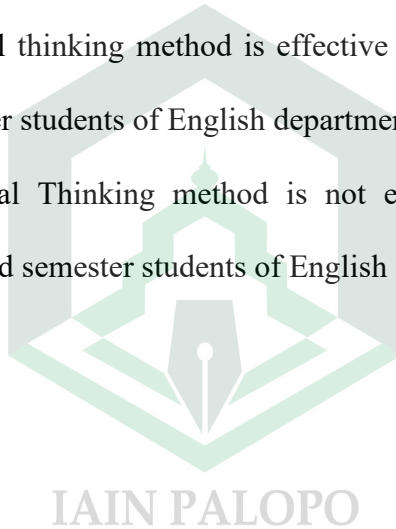 l thinking method is effective
er students of English departmen
al Thinking method is not e
d semester students of English
IAIN PALOPO